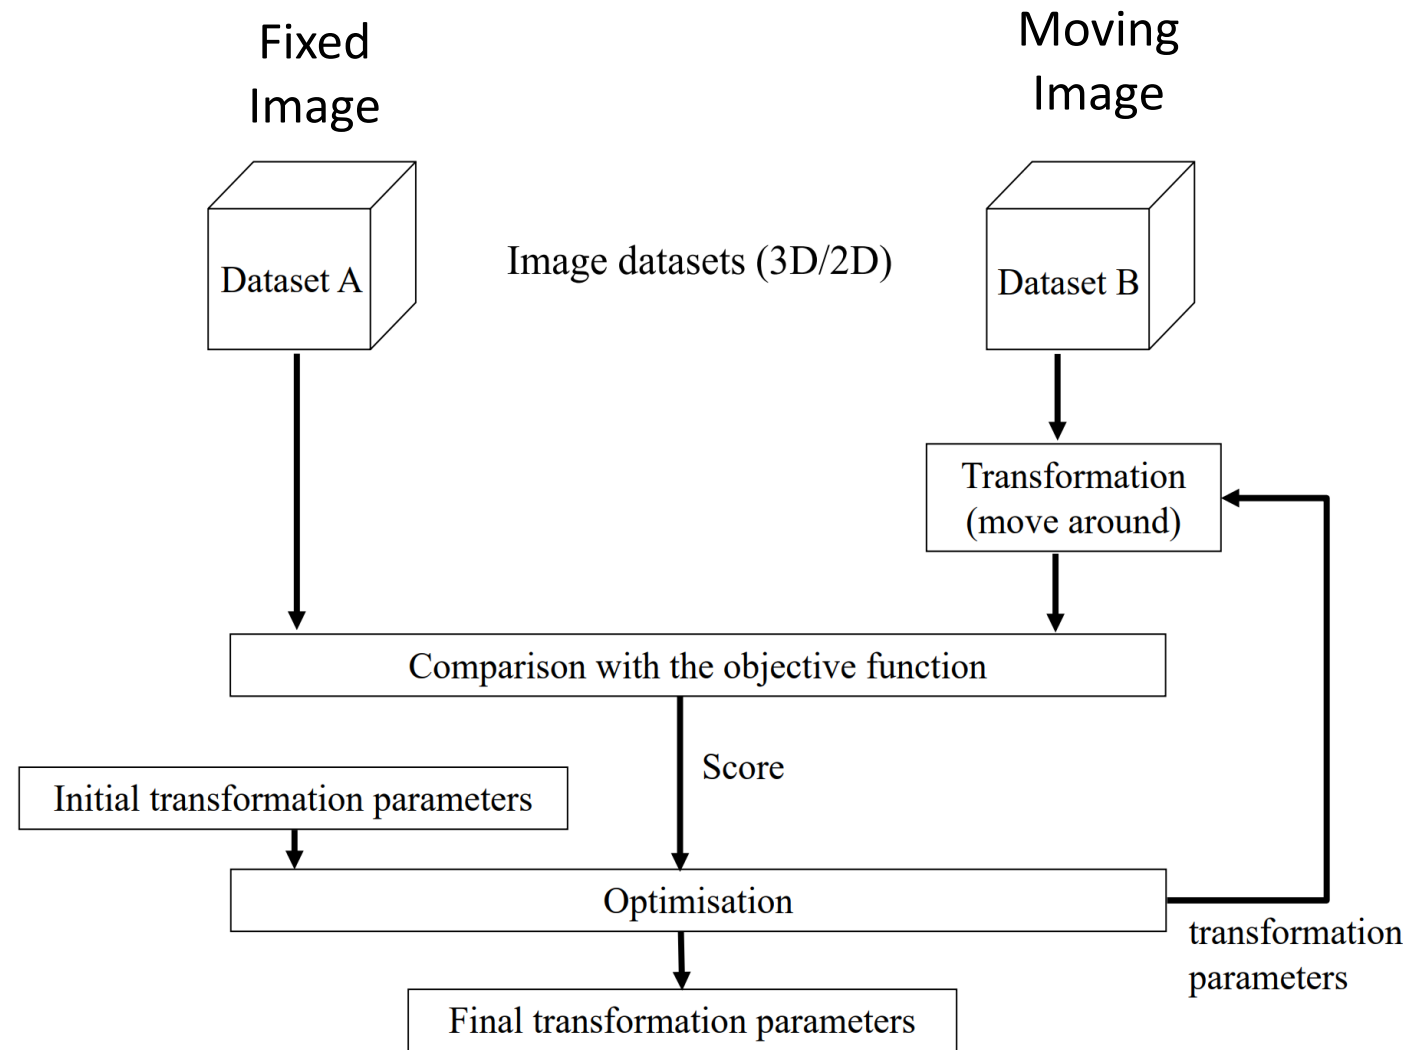 Fixed
Image
Moving
Image
Dataset A
Image datasets (3D/2D)
Dataset B
Transformation
(move around)
Comparison with the objective function
Score
Initial transformation parameters
Optimisation
transformation
parameters
Final transformation parameters